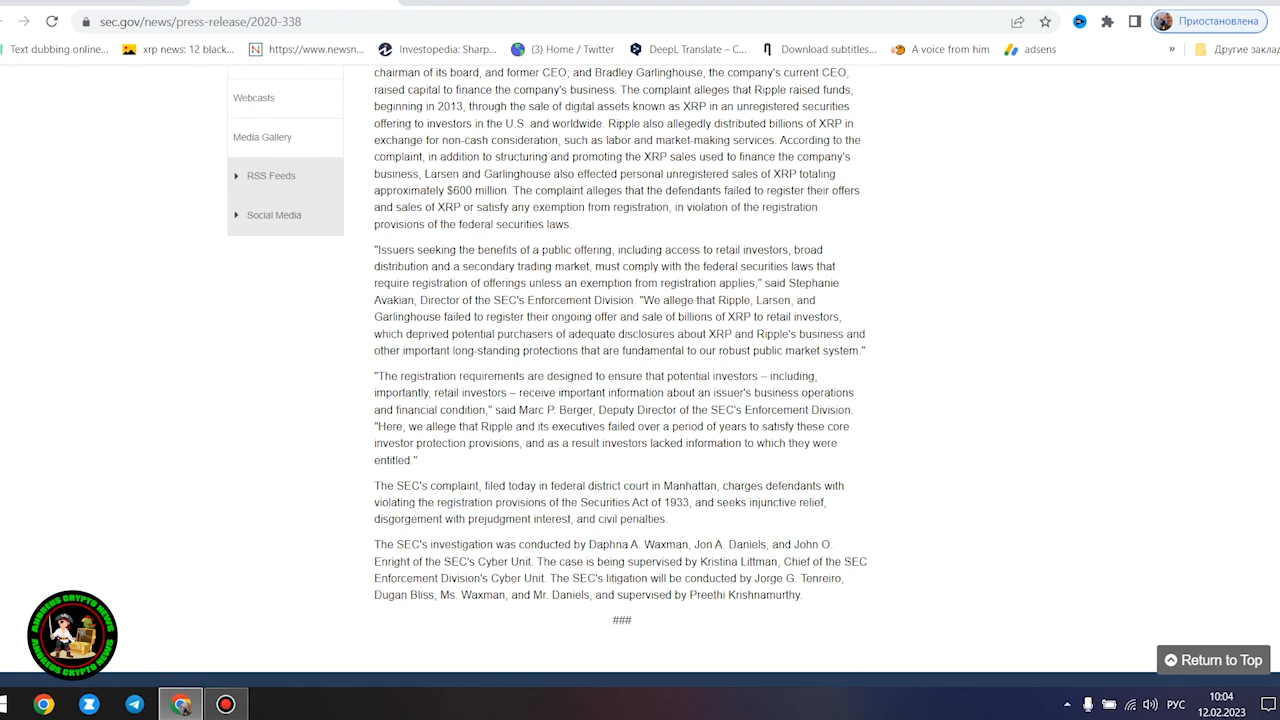 sec.gov/news/press-release/2020-338
Приостановлена
Text dubbing online...
xrp news: 12 black...
https://www.newsn...
Investopedia: Sharp...
(3) Home / Twitter
DeepL Translate – C...
Download subtitles...
A voice from him
adsens
»
Другие заклад
chairman of its board, and former CEO; and Bradley Garlinghouse, the company's current CEO,
raised capital to finance the company's business. The complaint alleges that Ripple raised funds,
beginning in 2013, through the sale of digital assets known as XRP in an unregistered securities
offering to investors in the U.S. and worldwide. Ripple also allegedly distributed billions of XRP in
exchange for non-cash consideration, such as labor and market-making services. According to the
complaint, in addition to structuring and promoting the XRP sales used to finance the company's
business, Larsen and Garlinghouse also effected personal unregistered sales of XRP totaling
approximately $600 million. The complaint alleges that the defendants failed to register their offers
and sales of XRP or satisfy any exemption from registration, in violation of the registration
provisions of the federal securities laws.
Webcasts
Media Gallery
RSS Feeds
Social Media
"Issuers seeking the benefits of a public offering, including access to retail investors, broad
distribution and a secondary trading market, must comply with the federal securities laws that
require registration of offerings unless an exemption from registration applies," said Stephanie
Avakian, Director of the SEC's Enforcement Division. "We allege that Ripple, Larsen, and
Garlinghouse failed to register their ongoing offer and sale of billions of XRP to retail investors,
which deprived potential purchasers of adequate disclosures about XRP and Ripple's business and
other important long-standing protections that are fundamental to our robust public market system."
"The registration requirements are designed to ensure that potential investors – including,
importantly, retail investors – receive important information about an issuer's business operations
and financial condition," said Marc P. Berger, Deputy Director of the SEC's Enforcement Division.
"Here, we allege that Ripple and its executives failed over a period of years to satisfy these core
investor protection provisions, and as a result investors lacked information to which they were
entitled."
The SEC's complaint, filed today in federal district court in Manhattan, charges defendants with
violating the registration provisions of the Securities Act of 1933, and seeks injunctive relief,
disgorgement with prejudgment interest, and civil penalties.
The SEC's investigation was conducted by Daphna A. Waxman, Jon A. Daniels, and John O.
Enright of the SEC's Cyber Unit. The case is being supervised by Kristina Littman, Chief of the SEC
Enforcement Division's Cyber Unit. The SEC's litigation will be conducted by Jorge G. Tenreiro,
Dugan Bliss, Ms. Waxman, and Mr. Daniels, and supervised by Preethi Krishnamurthy.
###
ANDREUS CRYPTO NEWS
ANDREUS CRYPTO NEWS
Return to Top
РУС
10:04
12.02.2023